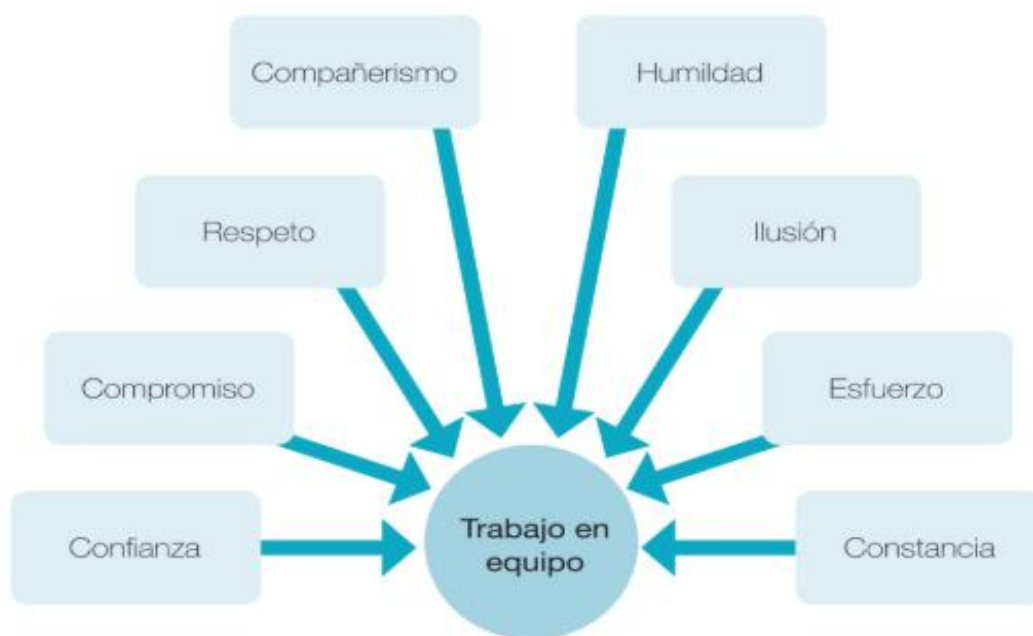 Compañerismo
Humildad
Respeto
Ilusión
Compromiso
Esfuerzo
Confianza
Trabajo en
equipo
Constancia